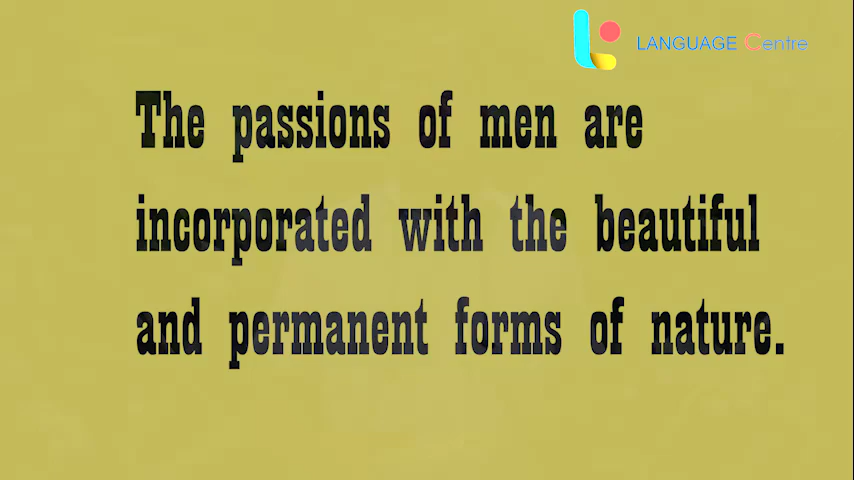 LANGUAGE Centre
The passions of men are
incorporated with the beautiful
and permanent forms of nature.